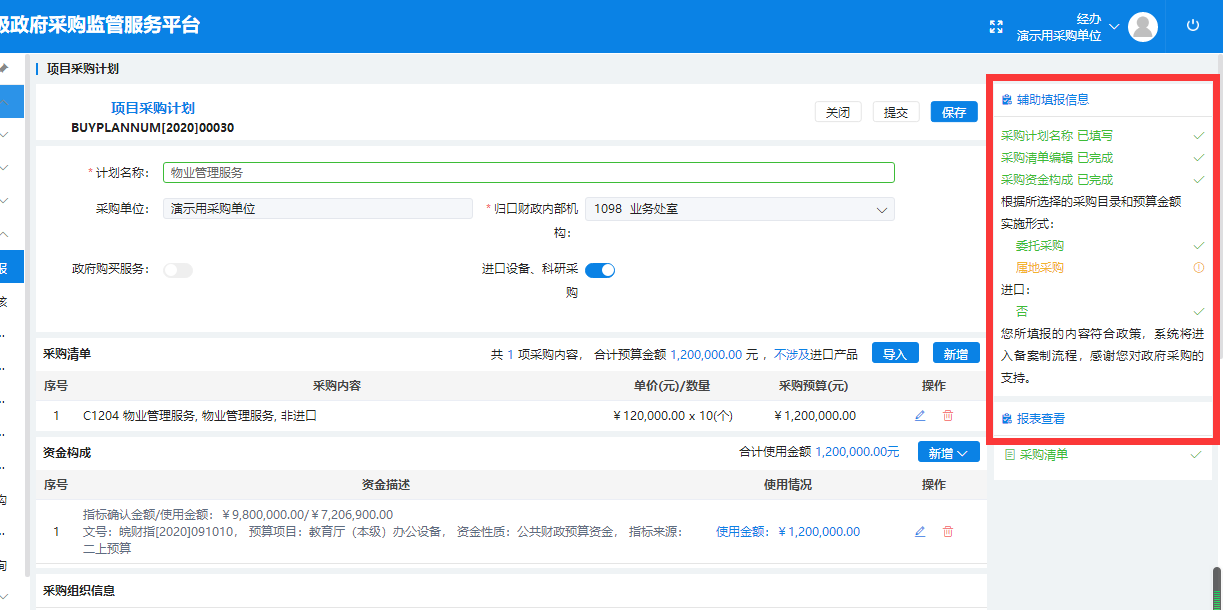 级政府采购监管服务平台
经办
演示用采购单位
项目采购计划
项目采购计划
BUYPLANNUM[2020]00030
关闭
提交
保存
* 计划名称：
物业管理服务
采购单位：
演示用采购单位
* 归口财政内部机
构：
1098 业务处室
政府购买服务：
进口设备、科研采
购
采购清单
共 1 项采购内容， 合计预算金额 1,200,000.00 元 ，不涉及进口产品
导入
新增
序号 采购内容 单价(元)/数量 采购预算(元) 操作
1 C1204 物业管理服务, 物业管理服务, 非进口 ￥120,000.00 x 10(个) ￥1,200,000.00
资金构成
合计使用金额 1,200,000.00元
新增
序号 资金描述 使用情况 操作
指标确认金额/使用金额：￥9,800,000.00/￥7,206,900.00
1 文号：皖财指[2020]091010， 预算项目：教育厅（本级）办公设备， 资金性质：公共财政预算资金， 指标来源： 使用金额：￥1,200,000.00
二上预算
采购组织信息
辅助填报信息
采购计划名称 已填写
采购清单编辑 已完成
采购资金构成 已完成
根据所选择的采购目录和预算金额
实施形式：
委托采购
属地采购
进口：
否
您所填报的内容符合政策，系统将进
入备案制流程，感谢您对政府采购的
支持。
报表查看
采购清单
报
核
购
询